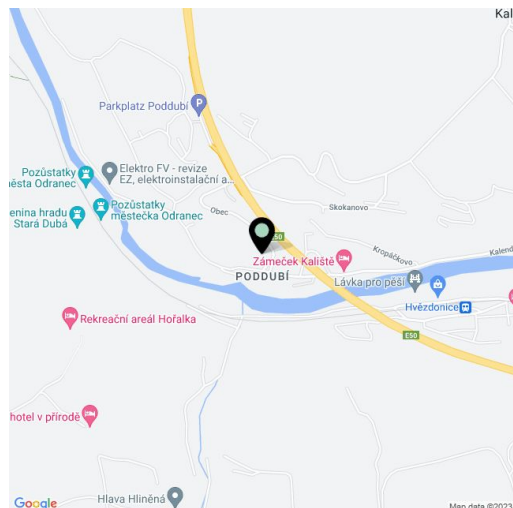 Kal
Parkplatz Poddubí
P
Pozůstatky
města Odranec
Elektro FV - revize
EZ, elektroinstalační a...
Pozůstatky
městečka Odranec
enina hradu
Stará Dubá
Obec
Skokanovo
E50
Kropáčkovo
Kalend
Zámeček Kaliště
PODDUBÍ
Lávka pro pěší
Hvězdonice
Rekreační areál Hořalka
E50
hotel v přírodě
Hlava Hliněná
Google
Map data ©2023